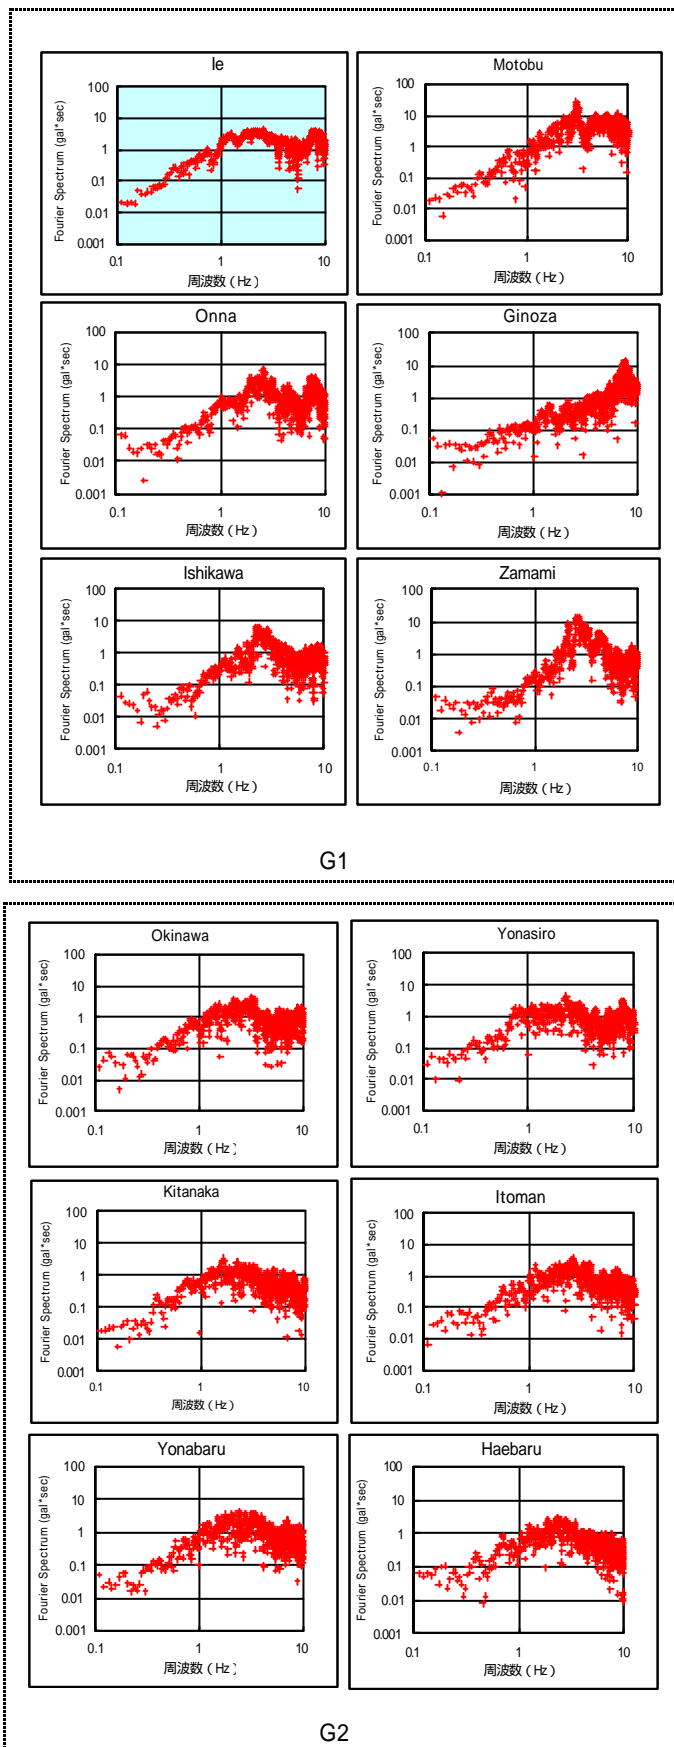 Ie
Motobu
Fourier Spectrum (gal*sec)
100
10
1
0.1
0.01
0.001
0.1
1
10
周波数 ( Hz )
Fourier Spectrum (gal*sec)
100
10
1
0.1
0.01
0.001
0.1
1
10
周波数 ( Hz )
Onna
Ginoza
Fourier Spectrum (gal*sec)
100
10
1
0.1
0.01
0.001
0.1
1
10
周波数 ( Hz )
Fourier Spectrum (gal*sec)
100
10
1
0.1
0.01
0.001
0.1
1
10
周波数 ( Hz )
Ishikawa
Zamami
Fourier Spectrum (gal*sec)
100
10
1
0.1
0.01
0.001
0.1
1
10
周波数 ( Hz )
Fourier Spectrum (gal*sec)
100
10
1
0.1
0.01
0.001
0.1
1
10
周波数 ( Hz )
G1
Okinawa
Yonasiro
Fourier Spectrum (gal*sec)
100
10
1
0.1
0.01
0.001
0.1
1
10
周波数 ( Hz )
Fourier Spectrum (gal*sec)
100
10
1
0.1
0.01
0.001
0.1
1
10
周波数 ( Hz )
Kitanaka
Itoman
Fourier Spectrum (gal*sec)
100
10
1
0.1
0.01
0.001
0.1
1
10
周波数 ( Hz )
Fourier Spectrum (gal*sec)
100
10
1
0.1
0.01
0.001
0.1
1
10
周波数 ( Hz )
Yonabaru
Haebaru
Fourier Spectrum (gal*sec)
100
10
1
0.1
0.01
0.001
0.1
1
10
周波数 ( Hz )
Fourier Spectrum (gal*sec)
100
10
1
0.1
0.01
0.001
0.1
1
10
周波数 ( Hz )
G2